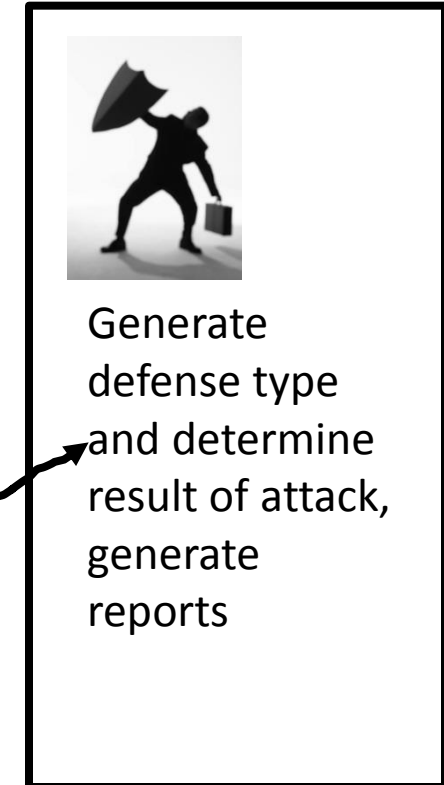 Generate
defense type
and determine
result of attack,
generate
reports